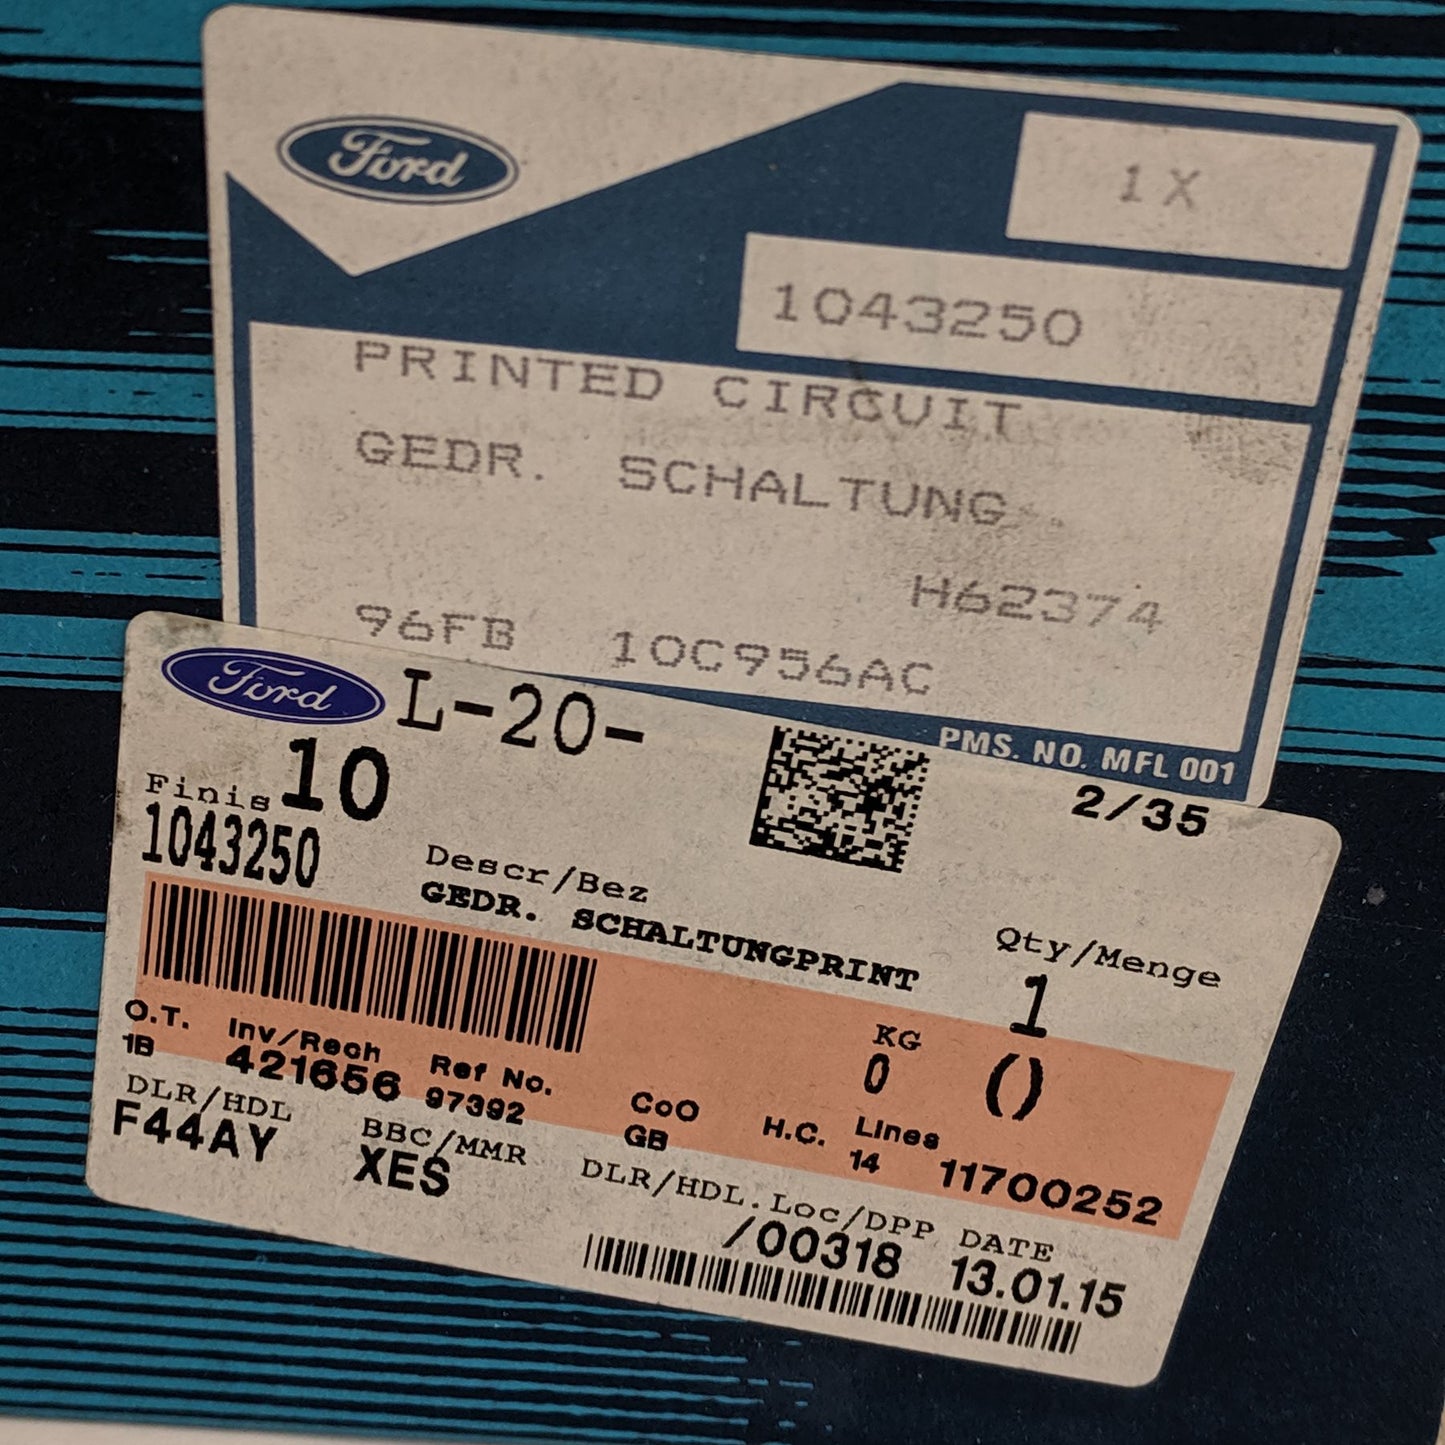 Ford
1X
1043250
PRINTED CIRCUIT
GEDR. SCHALTUNG
H62374
96FB 10C956AC
PMS. NO. MFL 001
Ford L-20-
2/35
Finis 10
1043250
Descr/Bez
GEDR. SCHALTUNGPRINT
Qty/Menge
1
O.T. Inv/Rech Ref No. KG ()
1B 421656 97392 0
CoO H.C. Lines
GB 14 11700252
DLR/HDL BBC/MMR DLR/HDL.Loc/DPP DATE
F44AY XES /00318 13.01.15